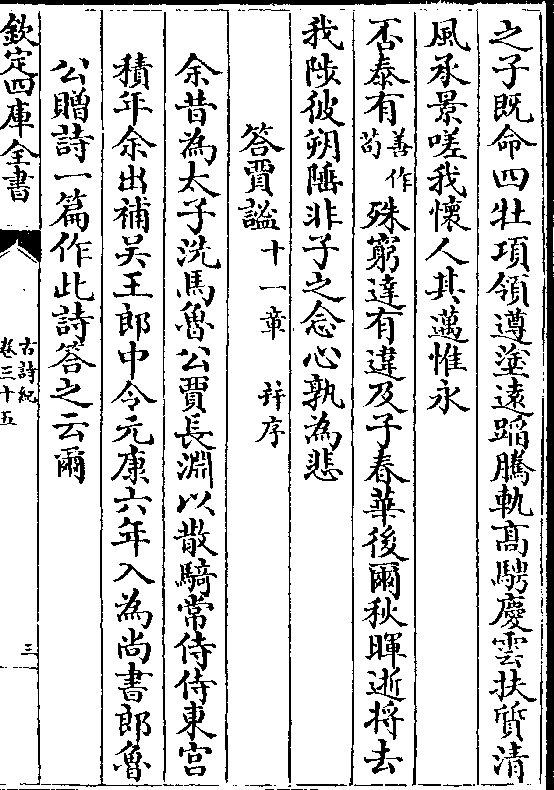 之子既命四牡項領遵塗遠蹈騰軌髙騁慶雲扶質清
風承景嗟我懷人其邁惟永
否泰有善作茍殊窮達有違及子春華後爾秋暉逝將去
我陟彼朔陲非子之念心孰為悲
答賈謐十一章 幷序
余昔為太子洗馬魯公賈長淵以散騎常侍侍東宮
積年余出補吴王郎中令元康六年入為尚書郎魯
公贈詩一篇作此詩答之云爾
欽定四庫全書
古詩紀
卷三十五
三